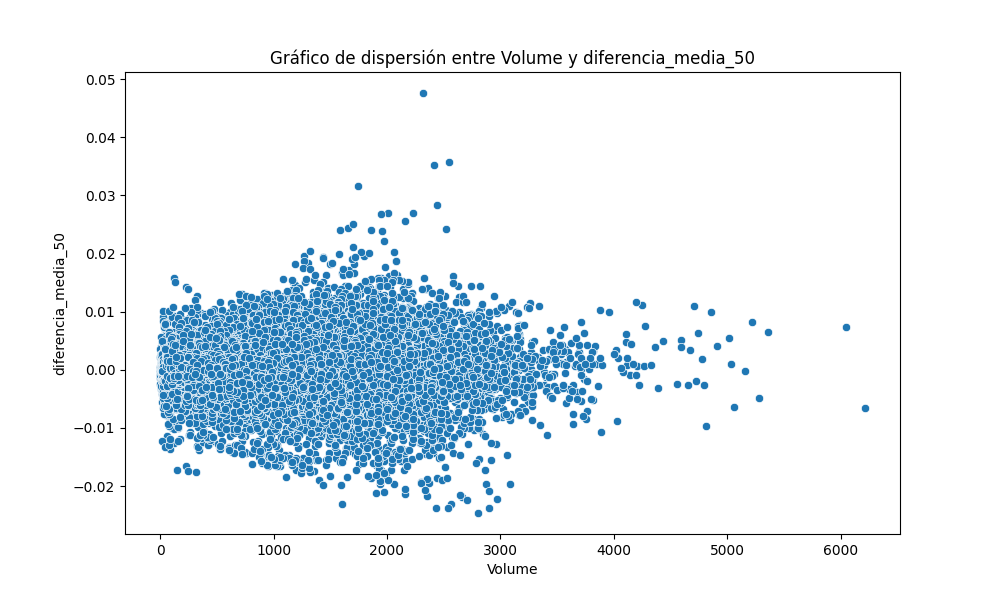 Gráfico de dispersión entre Volume y diferencia_media_50
0.05
0.04
0.03
0.02
0.01
0.00
−0.01
−0.02
diferencia_media_50
0 1000 2000 3000 4000 5000 6000
Volume